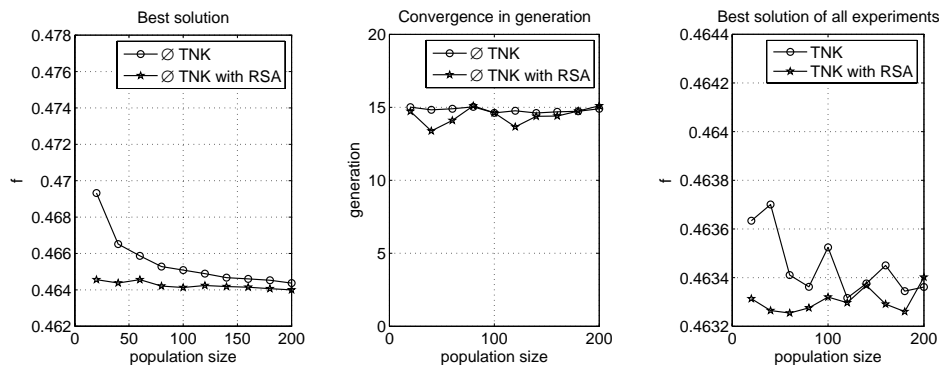 Best solution
0.478
0.476
0.474
0.472
0.47
0.468
0.466
0.464
0.462
f
∅ TNK
∅ TNK with RSA
0 50 100 150 200
population size
Convergence in generation
20
15
10
5
0
generation
∅ TNK
∅ TNK with RSA
0 100 200
population size
Best solution of all experiments
0.4644
0.4642
0.464
0.4638
0.4636
0.4634
0.4632
f
TNK
TNK with RSA
0 100 200
population size